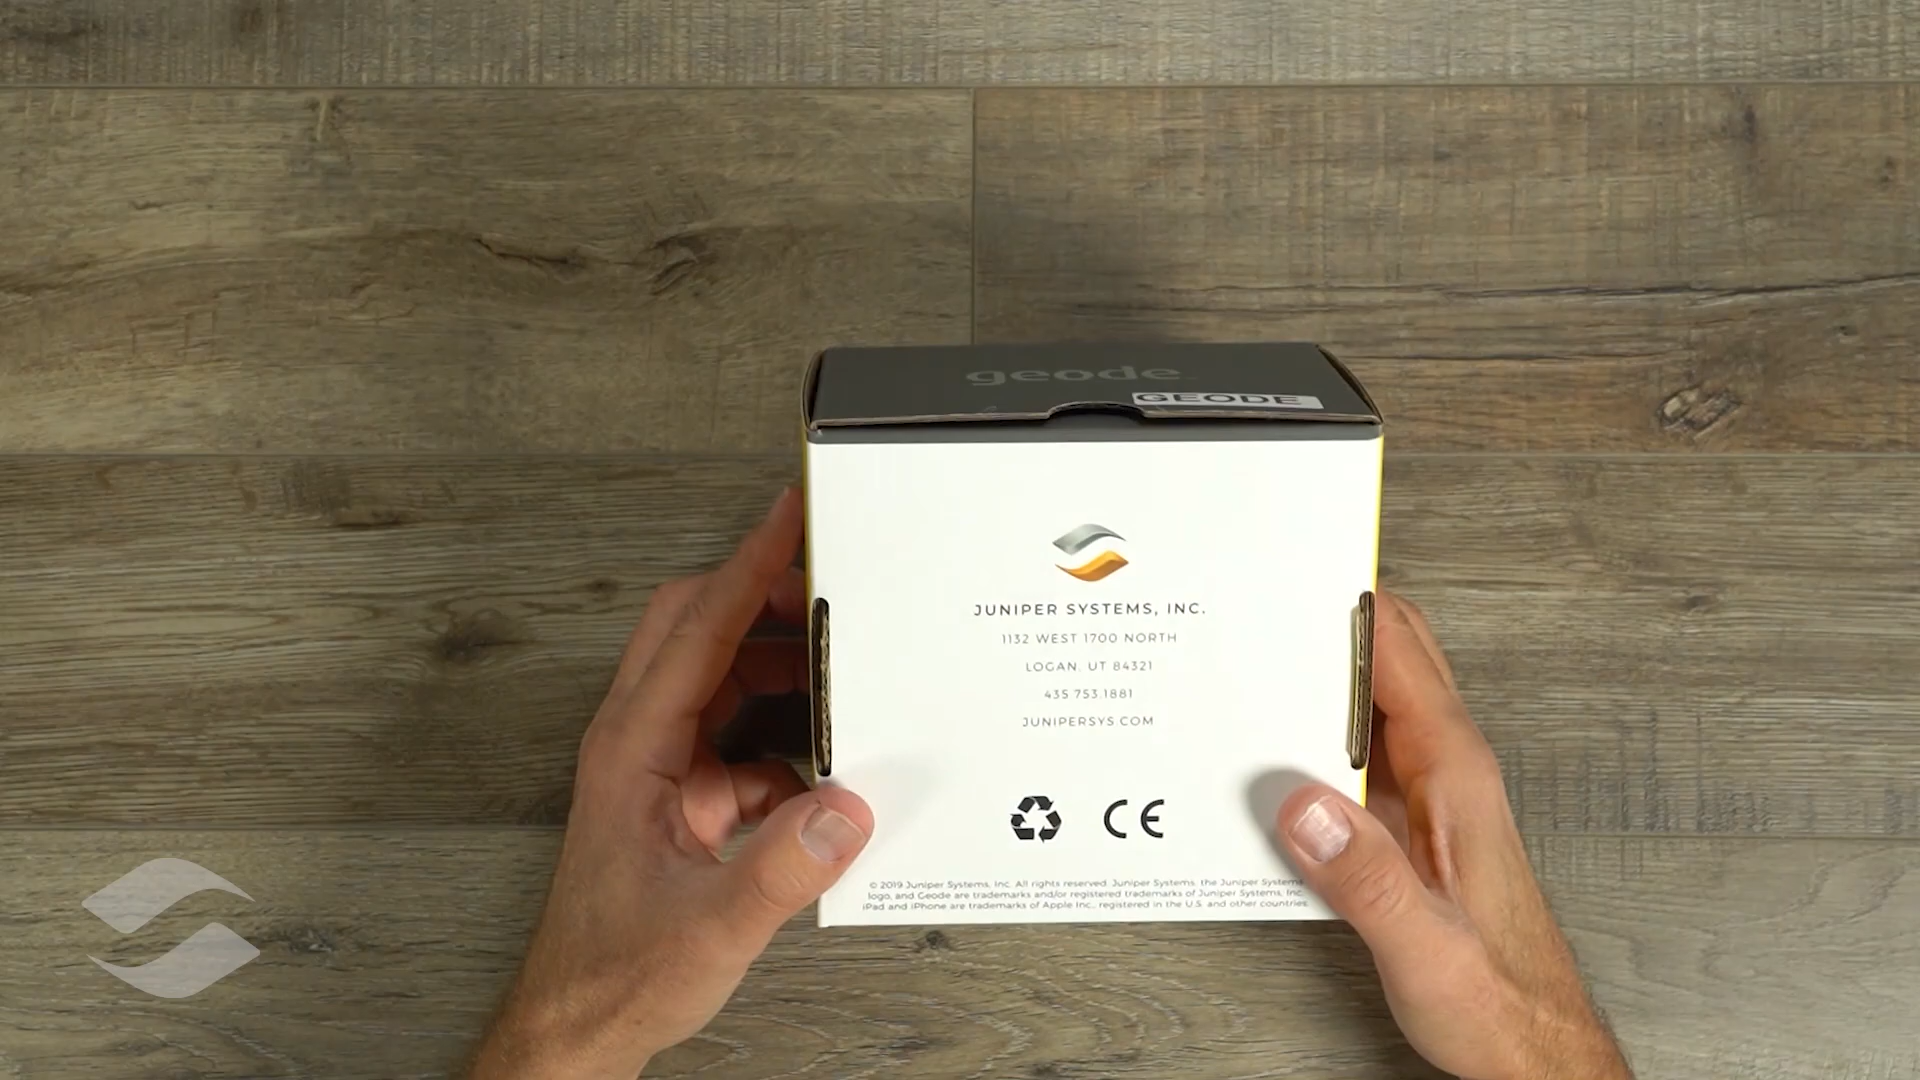 geode
GEODE
JUNIPER SYSTEMS, INC.
1132 WEST 1700 NORTH
LOGAN, UT 84321
435.753.1881
JUNIPERSYS.COM
CE
© 2019 Juniper Systems, Inc. All rights reserved. Juniper Systems, the Juniper Systems
logo, and Geode are trademarks and/or registered trademarks of Juniper Systems, Inc.
iPad and iPhone are trademarks of Apple Inc., registered in the U.S. and other countries.